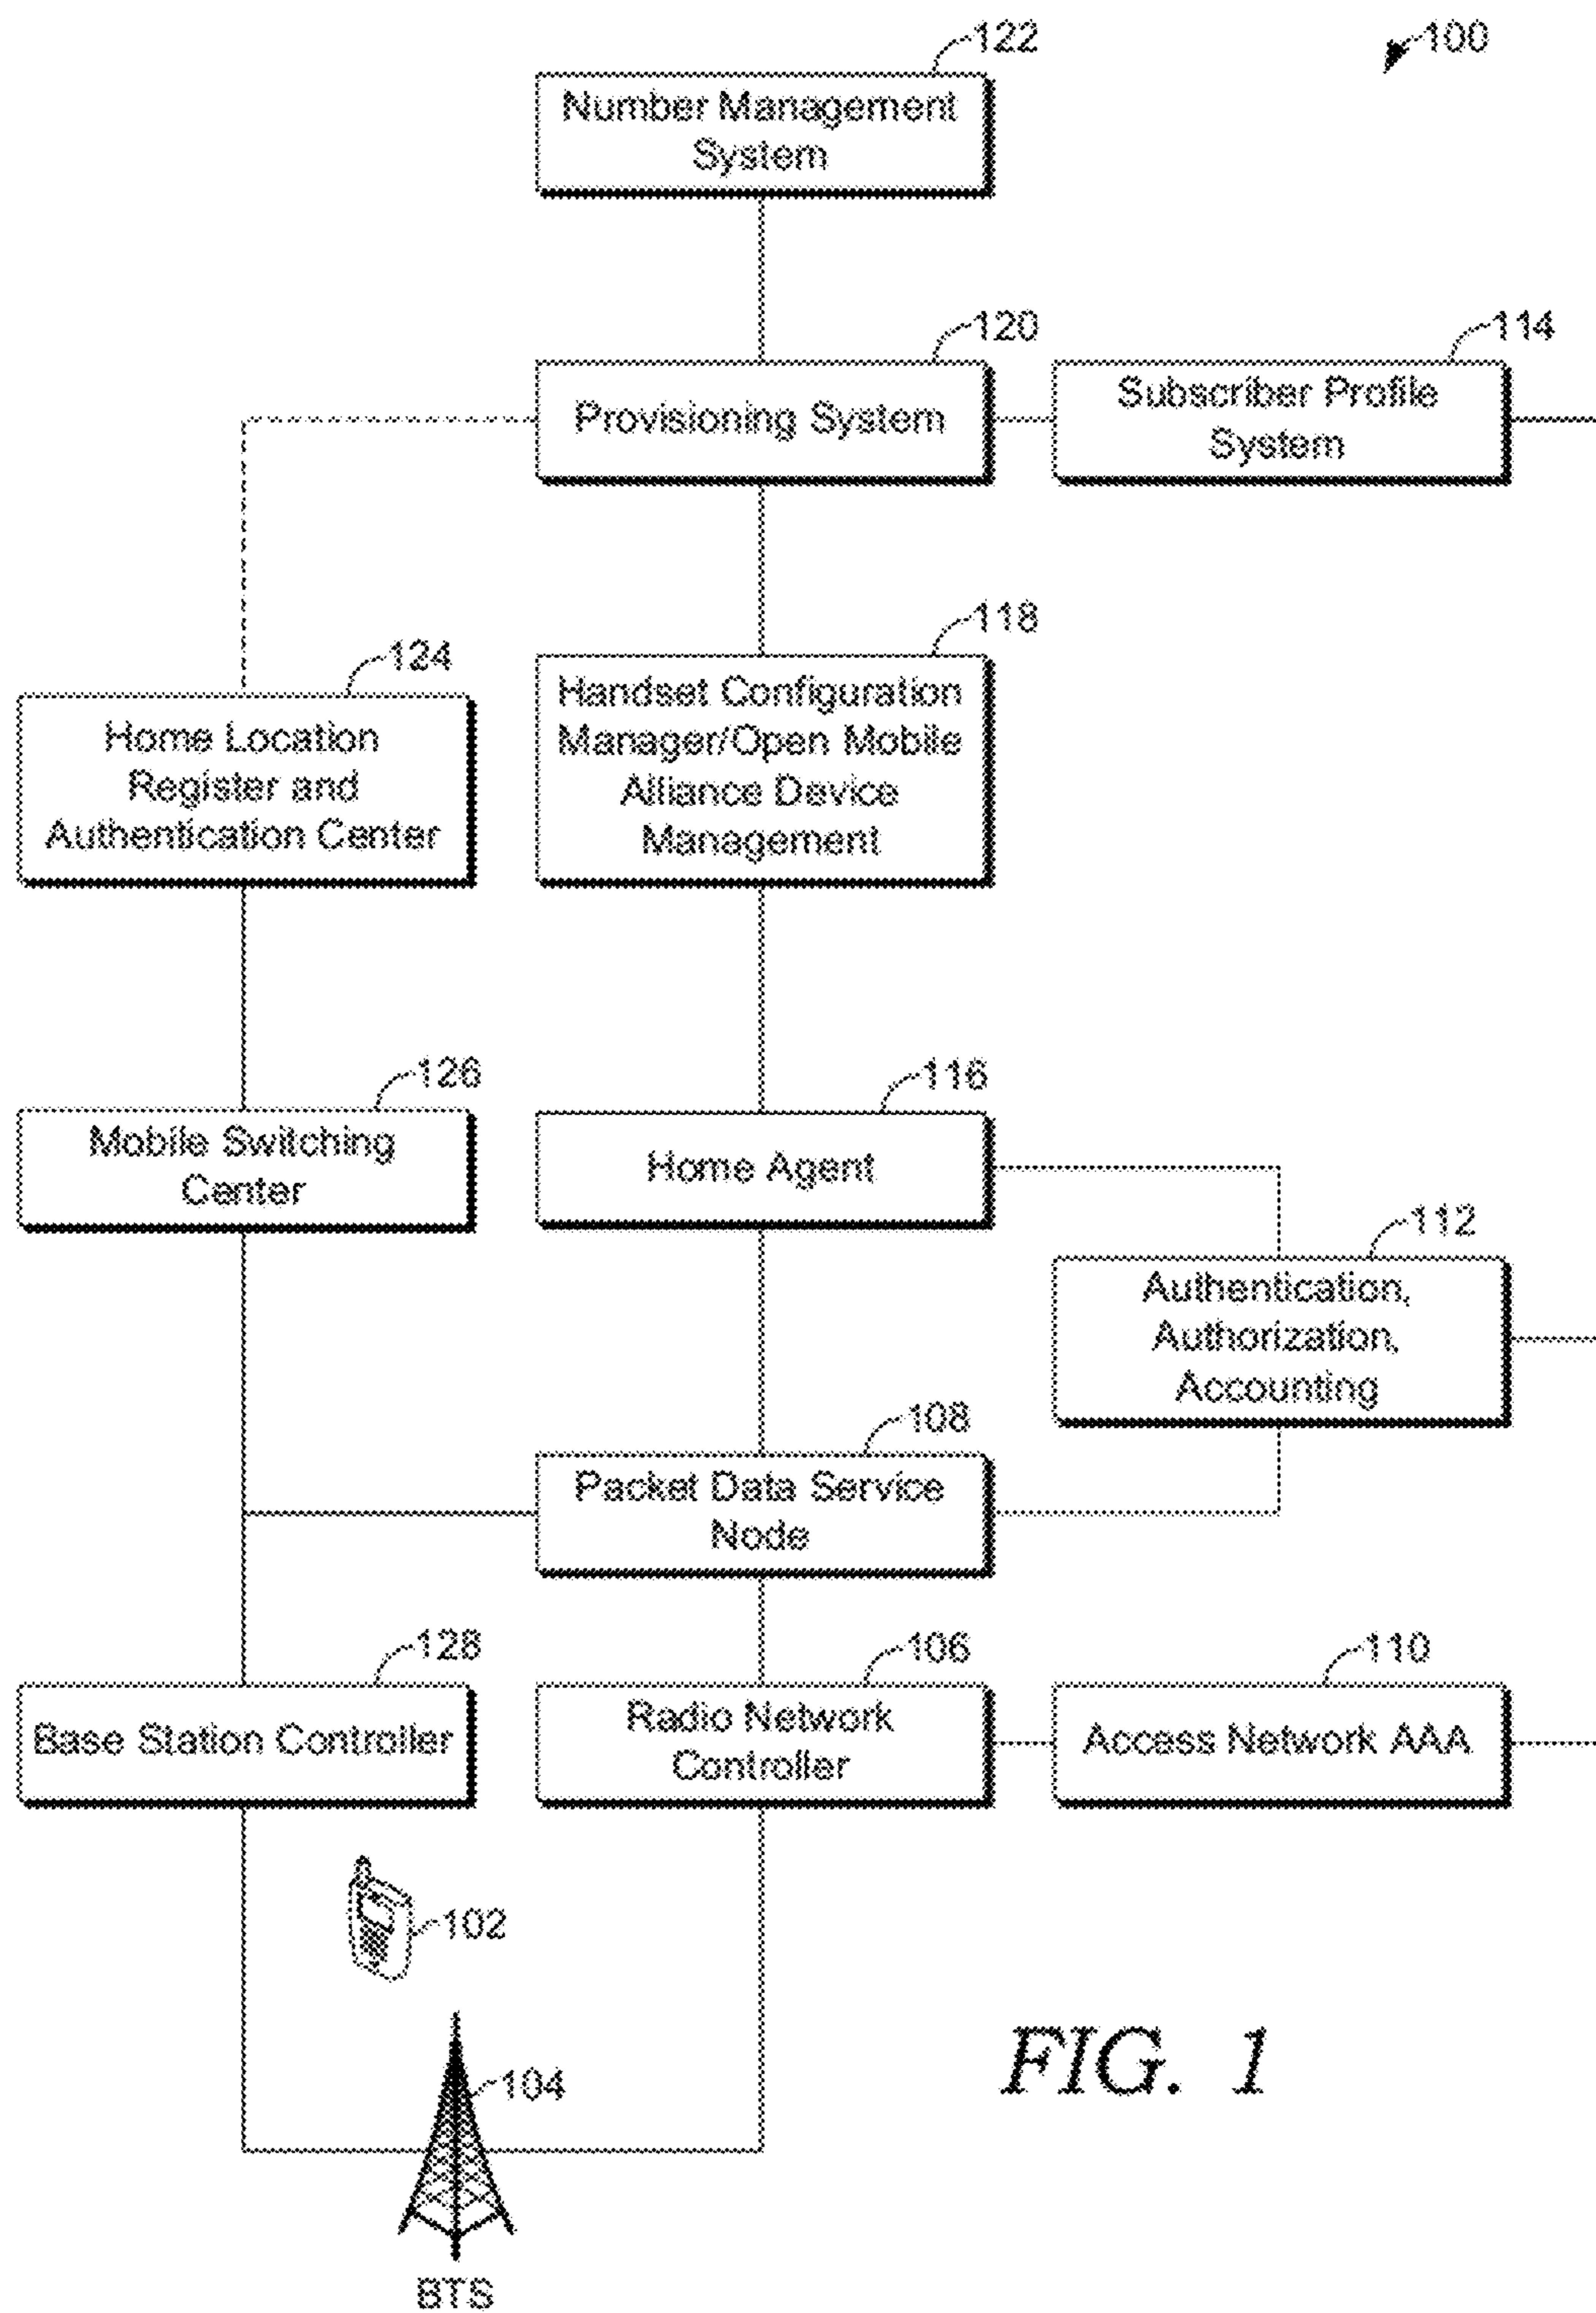 122
100
Number Management
System
120
114
Provisioning System
Subscriber Profile
System
118
124
Handset Configuration
Manager/Open Mobile
Alliance Device
Management
Home Location
Register and
Authentication Center
126
116
Mobile Switching
Center
Home Agent
112
Authentication,
Authorization,
Accounting
108
Packet Data Service
Node
128
106
110
Base Station Controller
Radio Network
Controller
Access Network AAA
102
104
FIG. 1
BTS